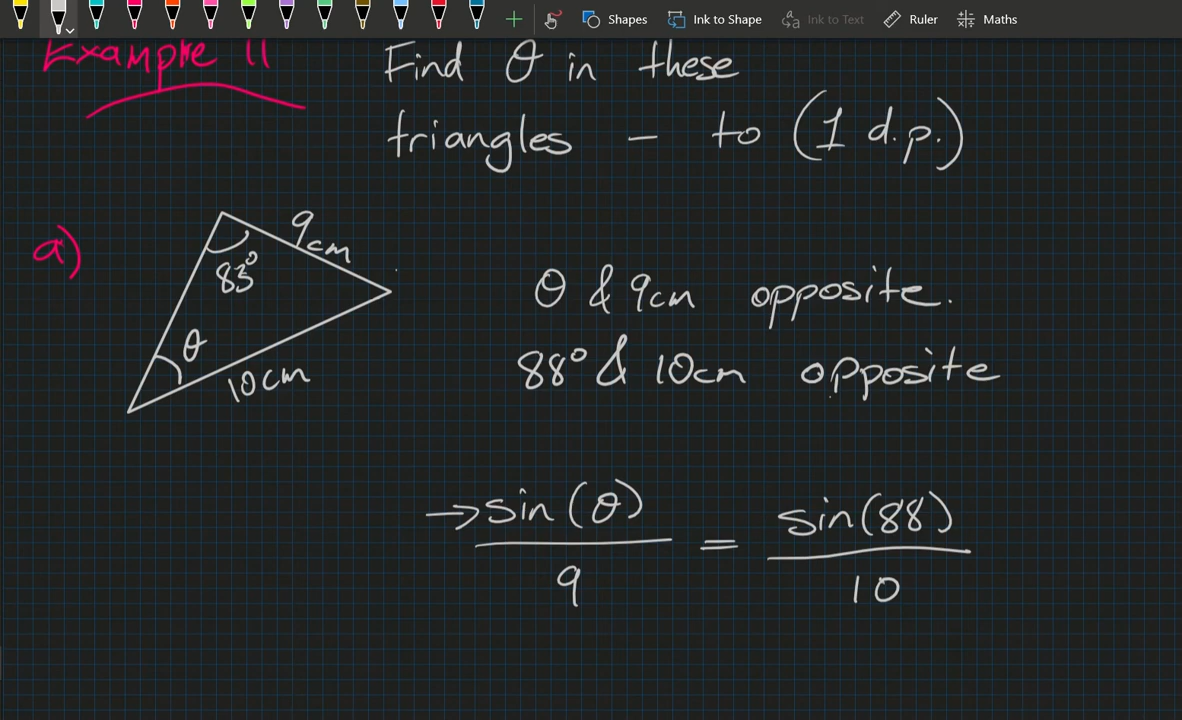 Shapes
Ink to Shape
Ink to Text
Ruler
Maths
Example 11
Find θ in these
triangles - to (1 d.p.)
a)
9cm
83°
θ
10cm
θ & 9cm opposite.
88° & 10cm opposite
→ sin(θ)/9 = sin(88)/10